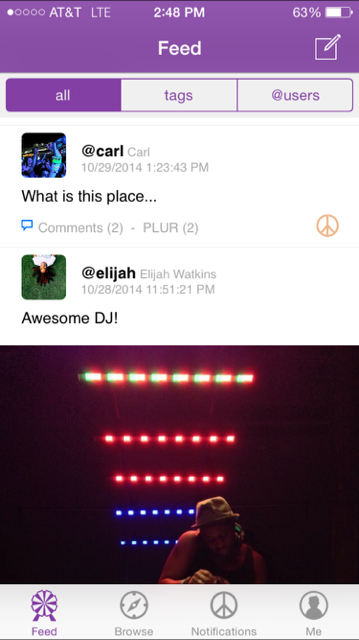 AT&T LTE 2:48 PM 63%
Feed
all tags @users
@carl Carl
10/29/2014 1:23:43 PM
What is this place...
Comments (2) - PLUR (2)
@elijah Elijah Watkins
10/28/2014 11:51:21 PM
Awesome DJ!
Feed Browse Notifications Me